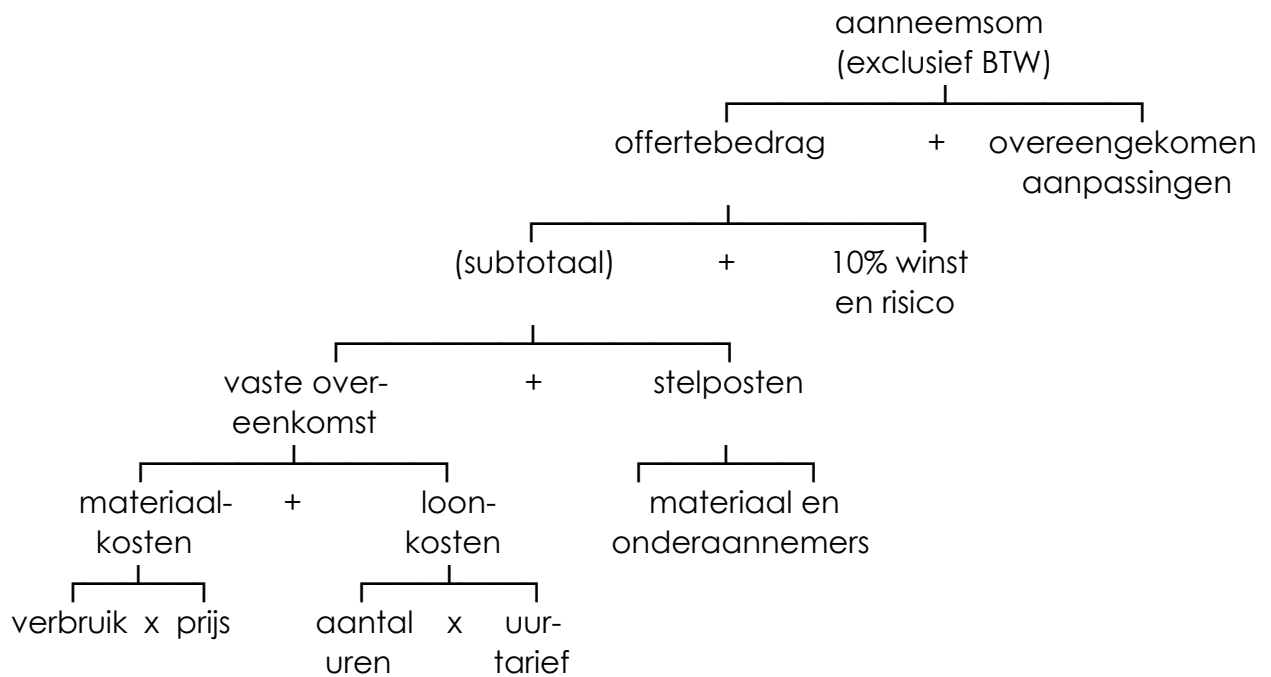 aanneemsom
(exclusief BTW)
offertebedrag + overeengekomen
aanpassingen
(subtotaal) + 10% winst
en risico
vaste over- + stelposten
eenkomst
materiaal- + loon- materiaal en
kosten kosten onderaannemers
verbruik x prijs aantal x uur-
uren tarief